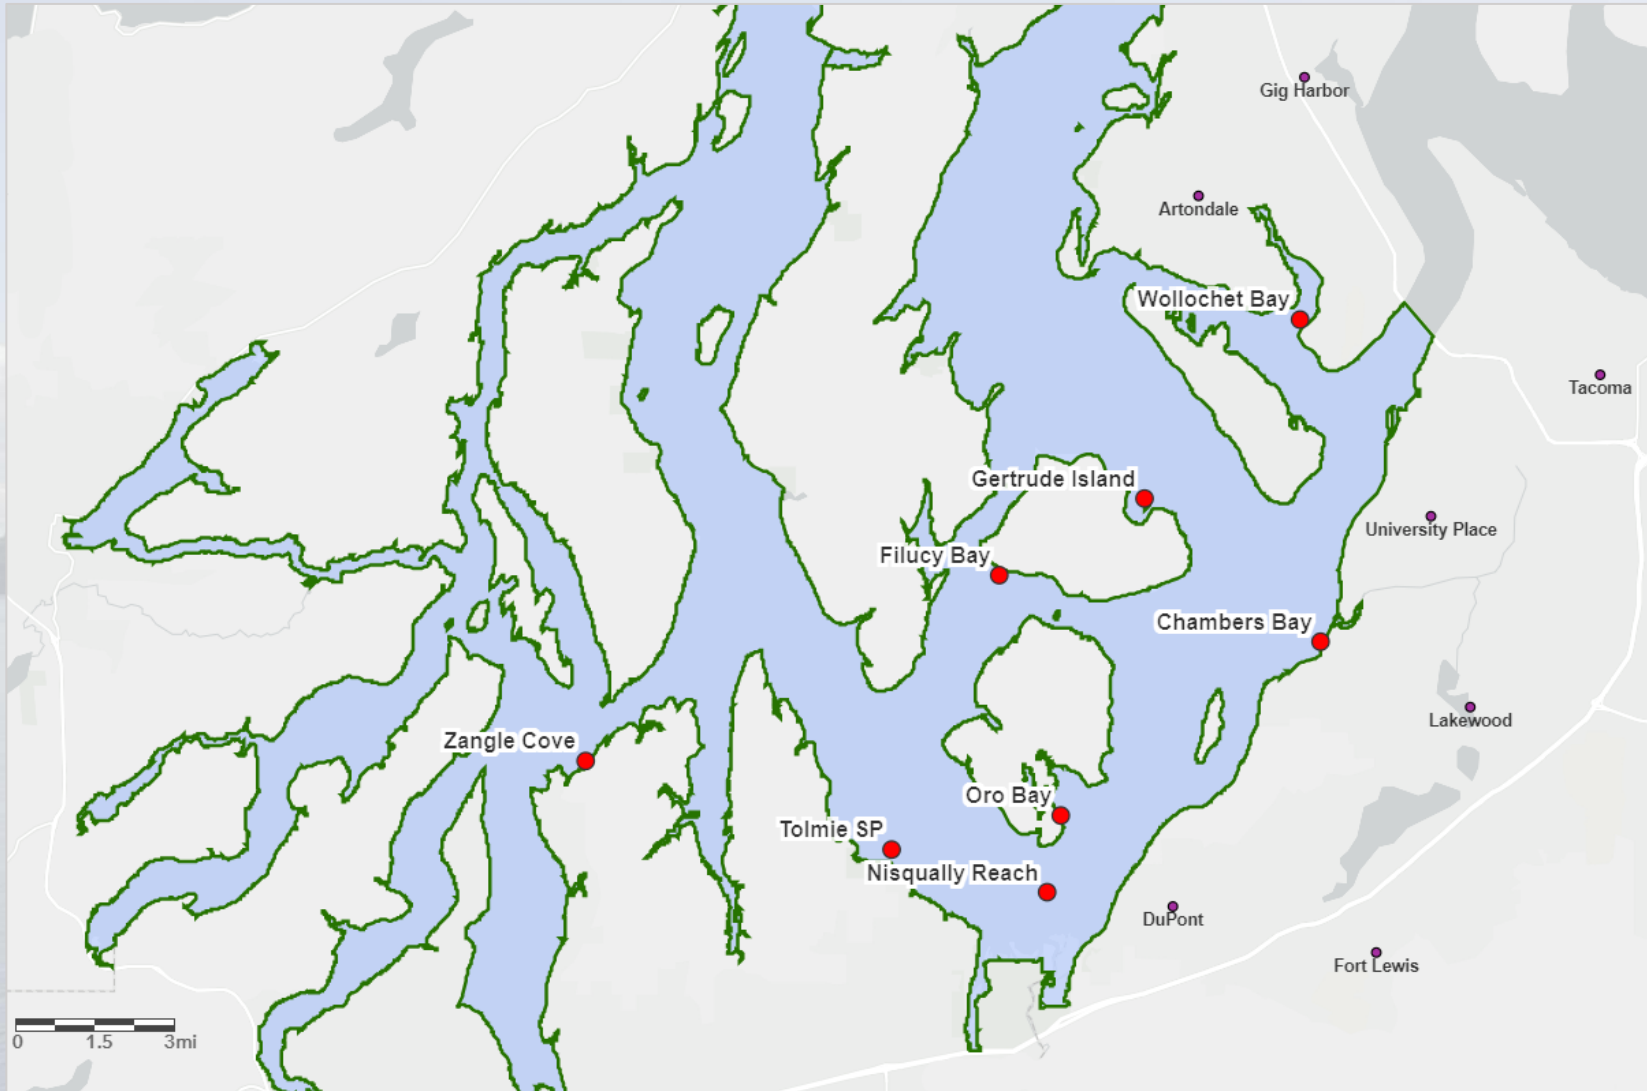 Gig Harbor
Artondale
Wollochet Bay
Tacoma
Gertrude Island
University Place
Filucy Bay
Chambers Bay
Lakewood
Zangle Cove
Oro Bay
Tolmie SP
Nisqually Reach
DuPont
Fort Lewis
0 1.5 3mi